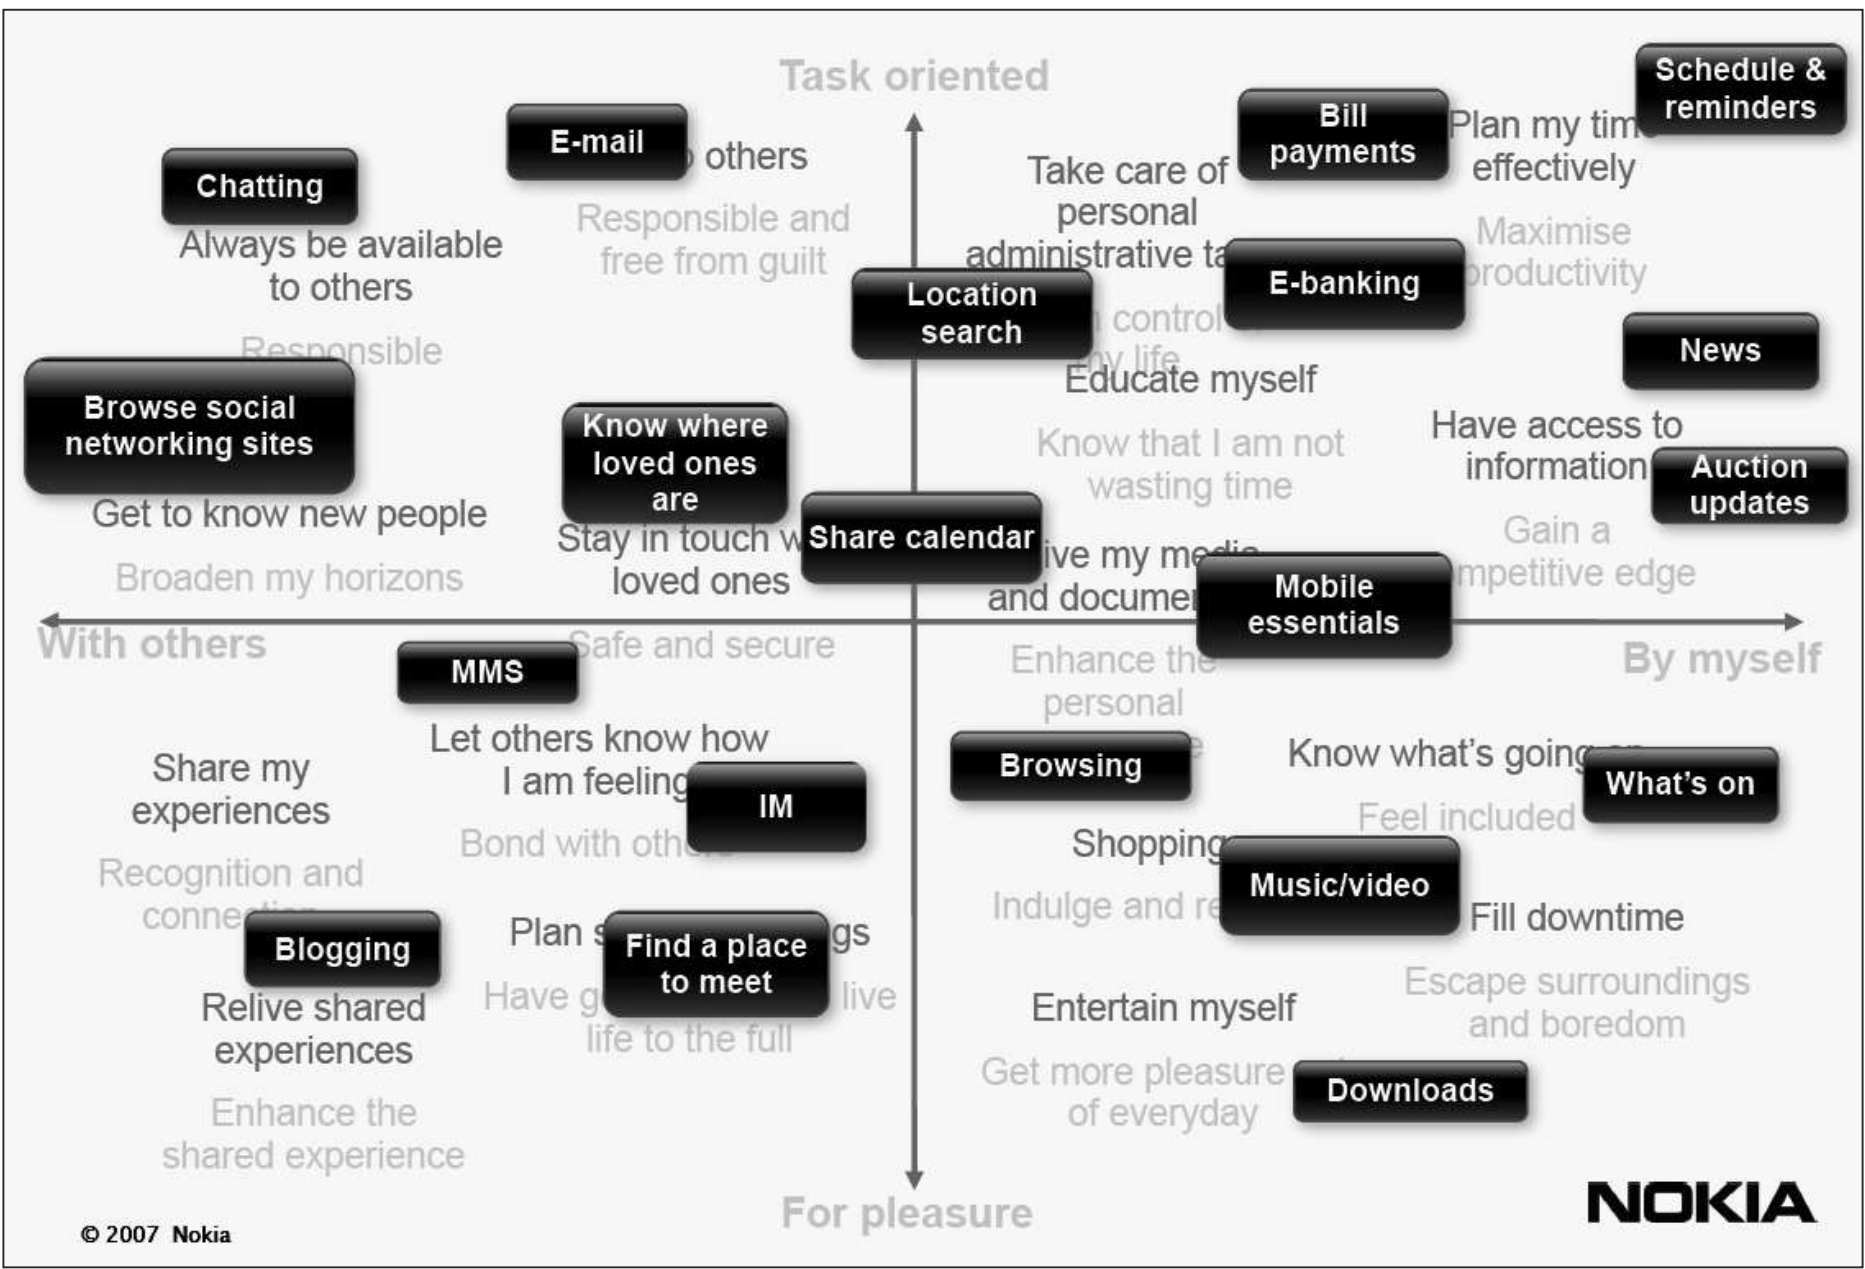 Task oriented
Schedule &
reminders
Bill
payments
Plan my
effectively
Maximise
E-mail
others
Responsible and
free from guilt
Chatting
Always be available
to others
Responsible
Take care of
personal
administrative
E-banking
Location
search
control
my life
Educate myself
Know that I am not
wasting time
News
Have access to
information
Auction
updates
Gain a
edge
Browse social
networking sites
Get to know new people
Broaden my horizons
Know where
loved ones
are
Stay in touch
loved ones
Safe and secure
Share calendar
my media
and
Mobile
essentials
Enhance the
personal
With others
By myself
MMS
Let others know how
I am feeling
Bond with others
IM
Share my
experiences
Recognition and
Blogging
Relive shared
experiences
Enhance the
shared experience
Plan
Find a place
to meet
Have
live
life to the full
Browsing
Know what's going on
What's on
Feel included
Shopping
Indulge and
Music/video
Fill downtime
Escape surroundings
and boredom
Entertain myself
Get more pleasure
of everyday
Downloads
For pleasure
© 2007 Nokia
NOKIA